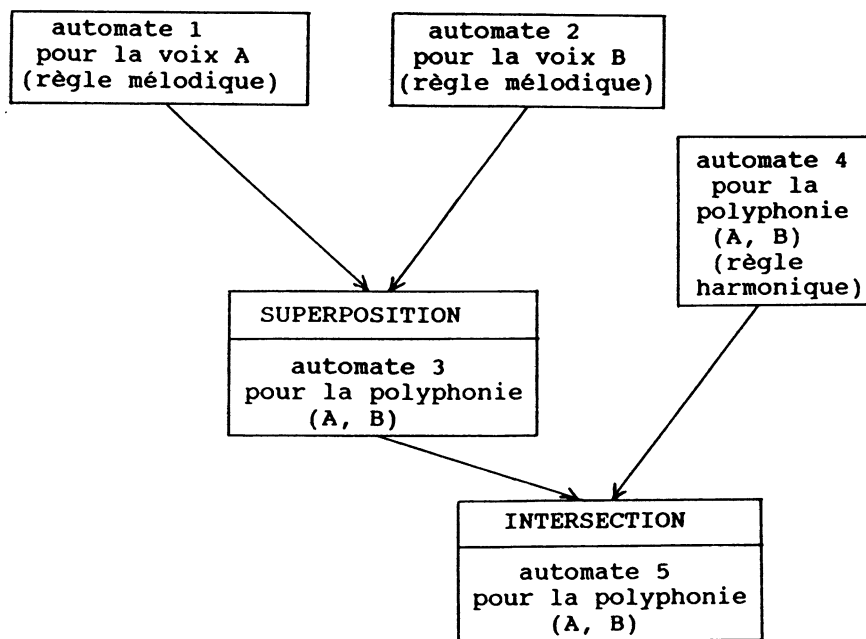 automate 1
pour la voix A
(règle mélodique)
automate 2
pour la voix B
(règle mélodique)
automate 4
pour la
polyphonie
(A, B)
(règle
harmonique)
SUPERPOSITION
automate 3
pour la polyphonie
(A, B)
INTERSECTION
automate 5
pour la polyphonie
(A, B)